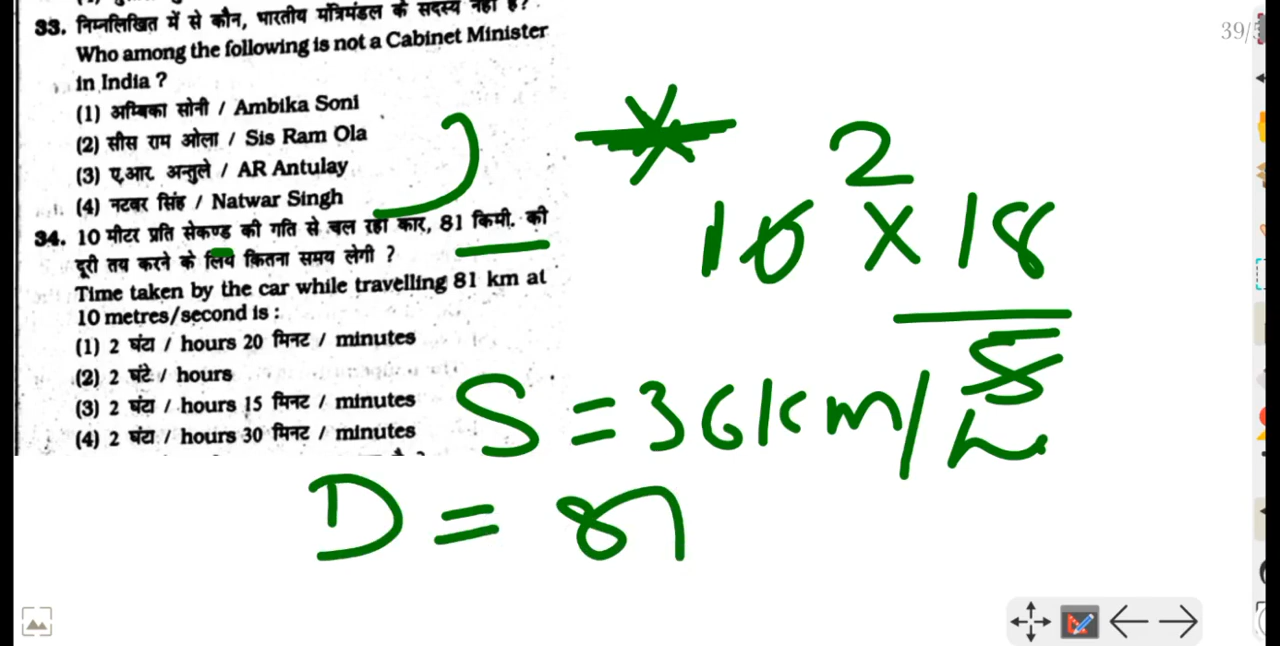 33. निम्नलिखित में से कौन, भारतीय मंत्रिमंडल के सदस्य नहीं है?
Who among the following is not a Cabinet Minister
in India ?
(1) अम्बिका सोनी / Ambika Soni
(2) सीस राम ओला / Sis Ram Ola
(3) ए.आर. अन्तुले / AR Antulay
(4) नटवर सिंह / Natwar Singh
34. 10 मीटर प्रति सेकण्ड की गति से चल रहा कार, 81 किमी. की
दूरी तय करने के लिये कितना समय लेगी ?
Time taken by the car while travelling 81 km at
10 metres/second is :
(1) 2 घंटा / hours 20 मिनट / minutes
(2) 2 घंटे / hours
(3) 2 घंटा / hours 15 मिनट / minutes
(4) 2 घंटा / hours 30 मिनट / minutes
39/
2
10 × 18
5
S = 36 km/h
D = 81